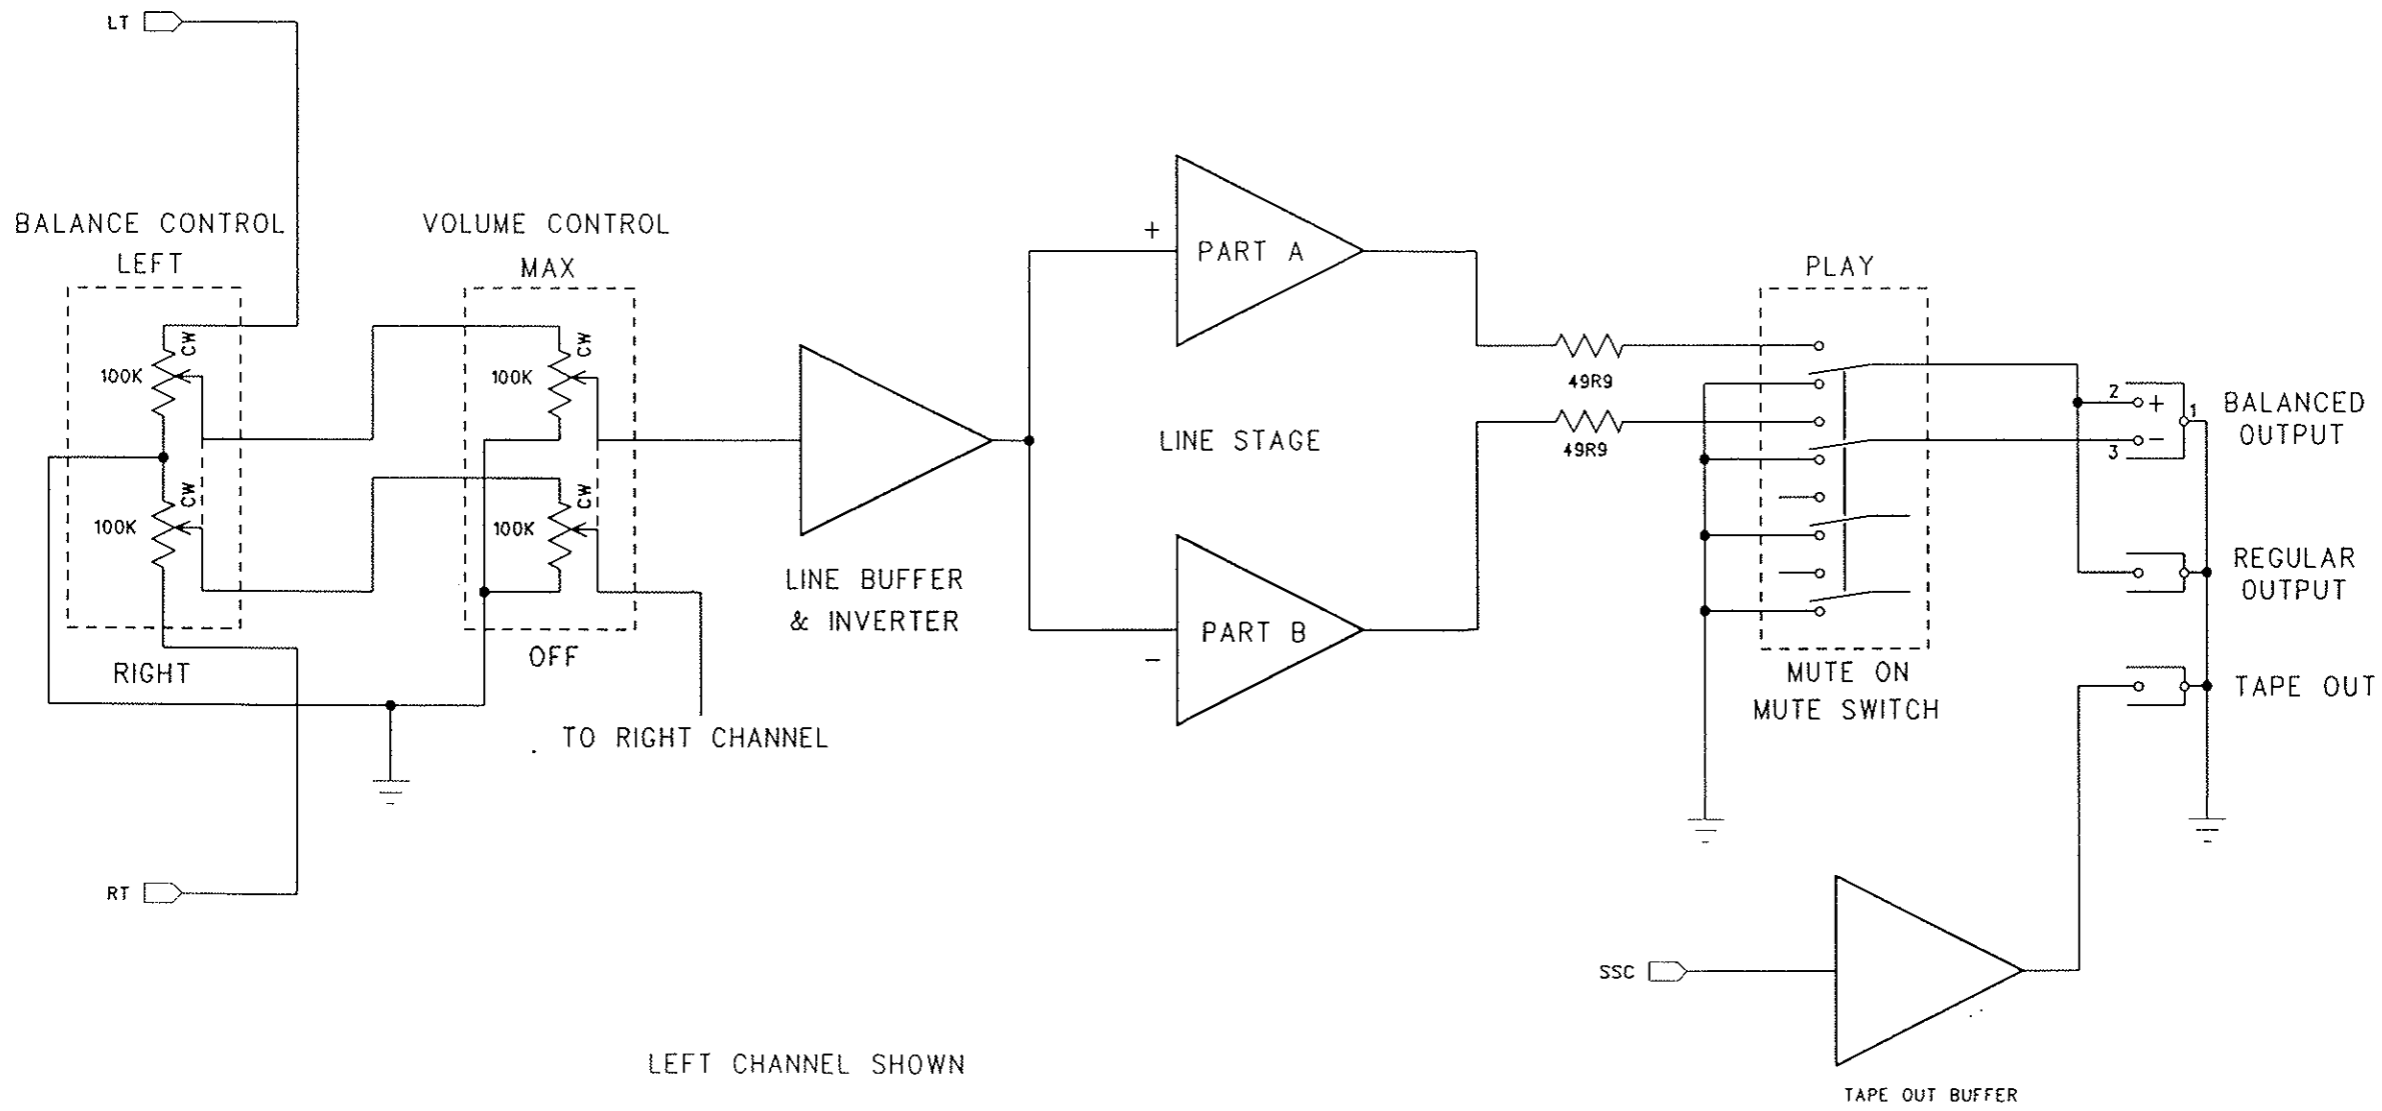 LT
BALANCE CONTROL
LEFT
VOLUME CONTROL
MAX
PART A
+
PLAY
CW
CW
100K
100K
49R9
LINE STAGE
49R9
2
+
1
-
3
BALANCED
OUTPUT
CW
CW
100K
100K
LINE BUFFER
& INVERTER
PART B
-
REGULAR
OUTPUT
RIGHT
OFF
MUTE ON
MUTE SWITCH
TAPE OUT
TO RIGHT CHANNEL
RT
SSC
LEFT CHANNEL SHOWN
TAPE OUT BUFFER